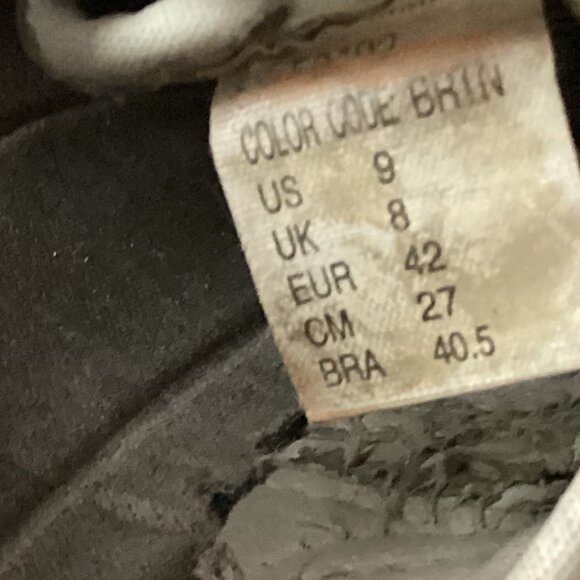 COLOR CODE BRTN
US 9
UK 8
EUR 42
CM 27
BRA 40.5